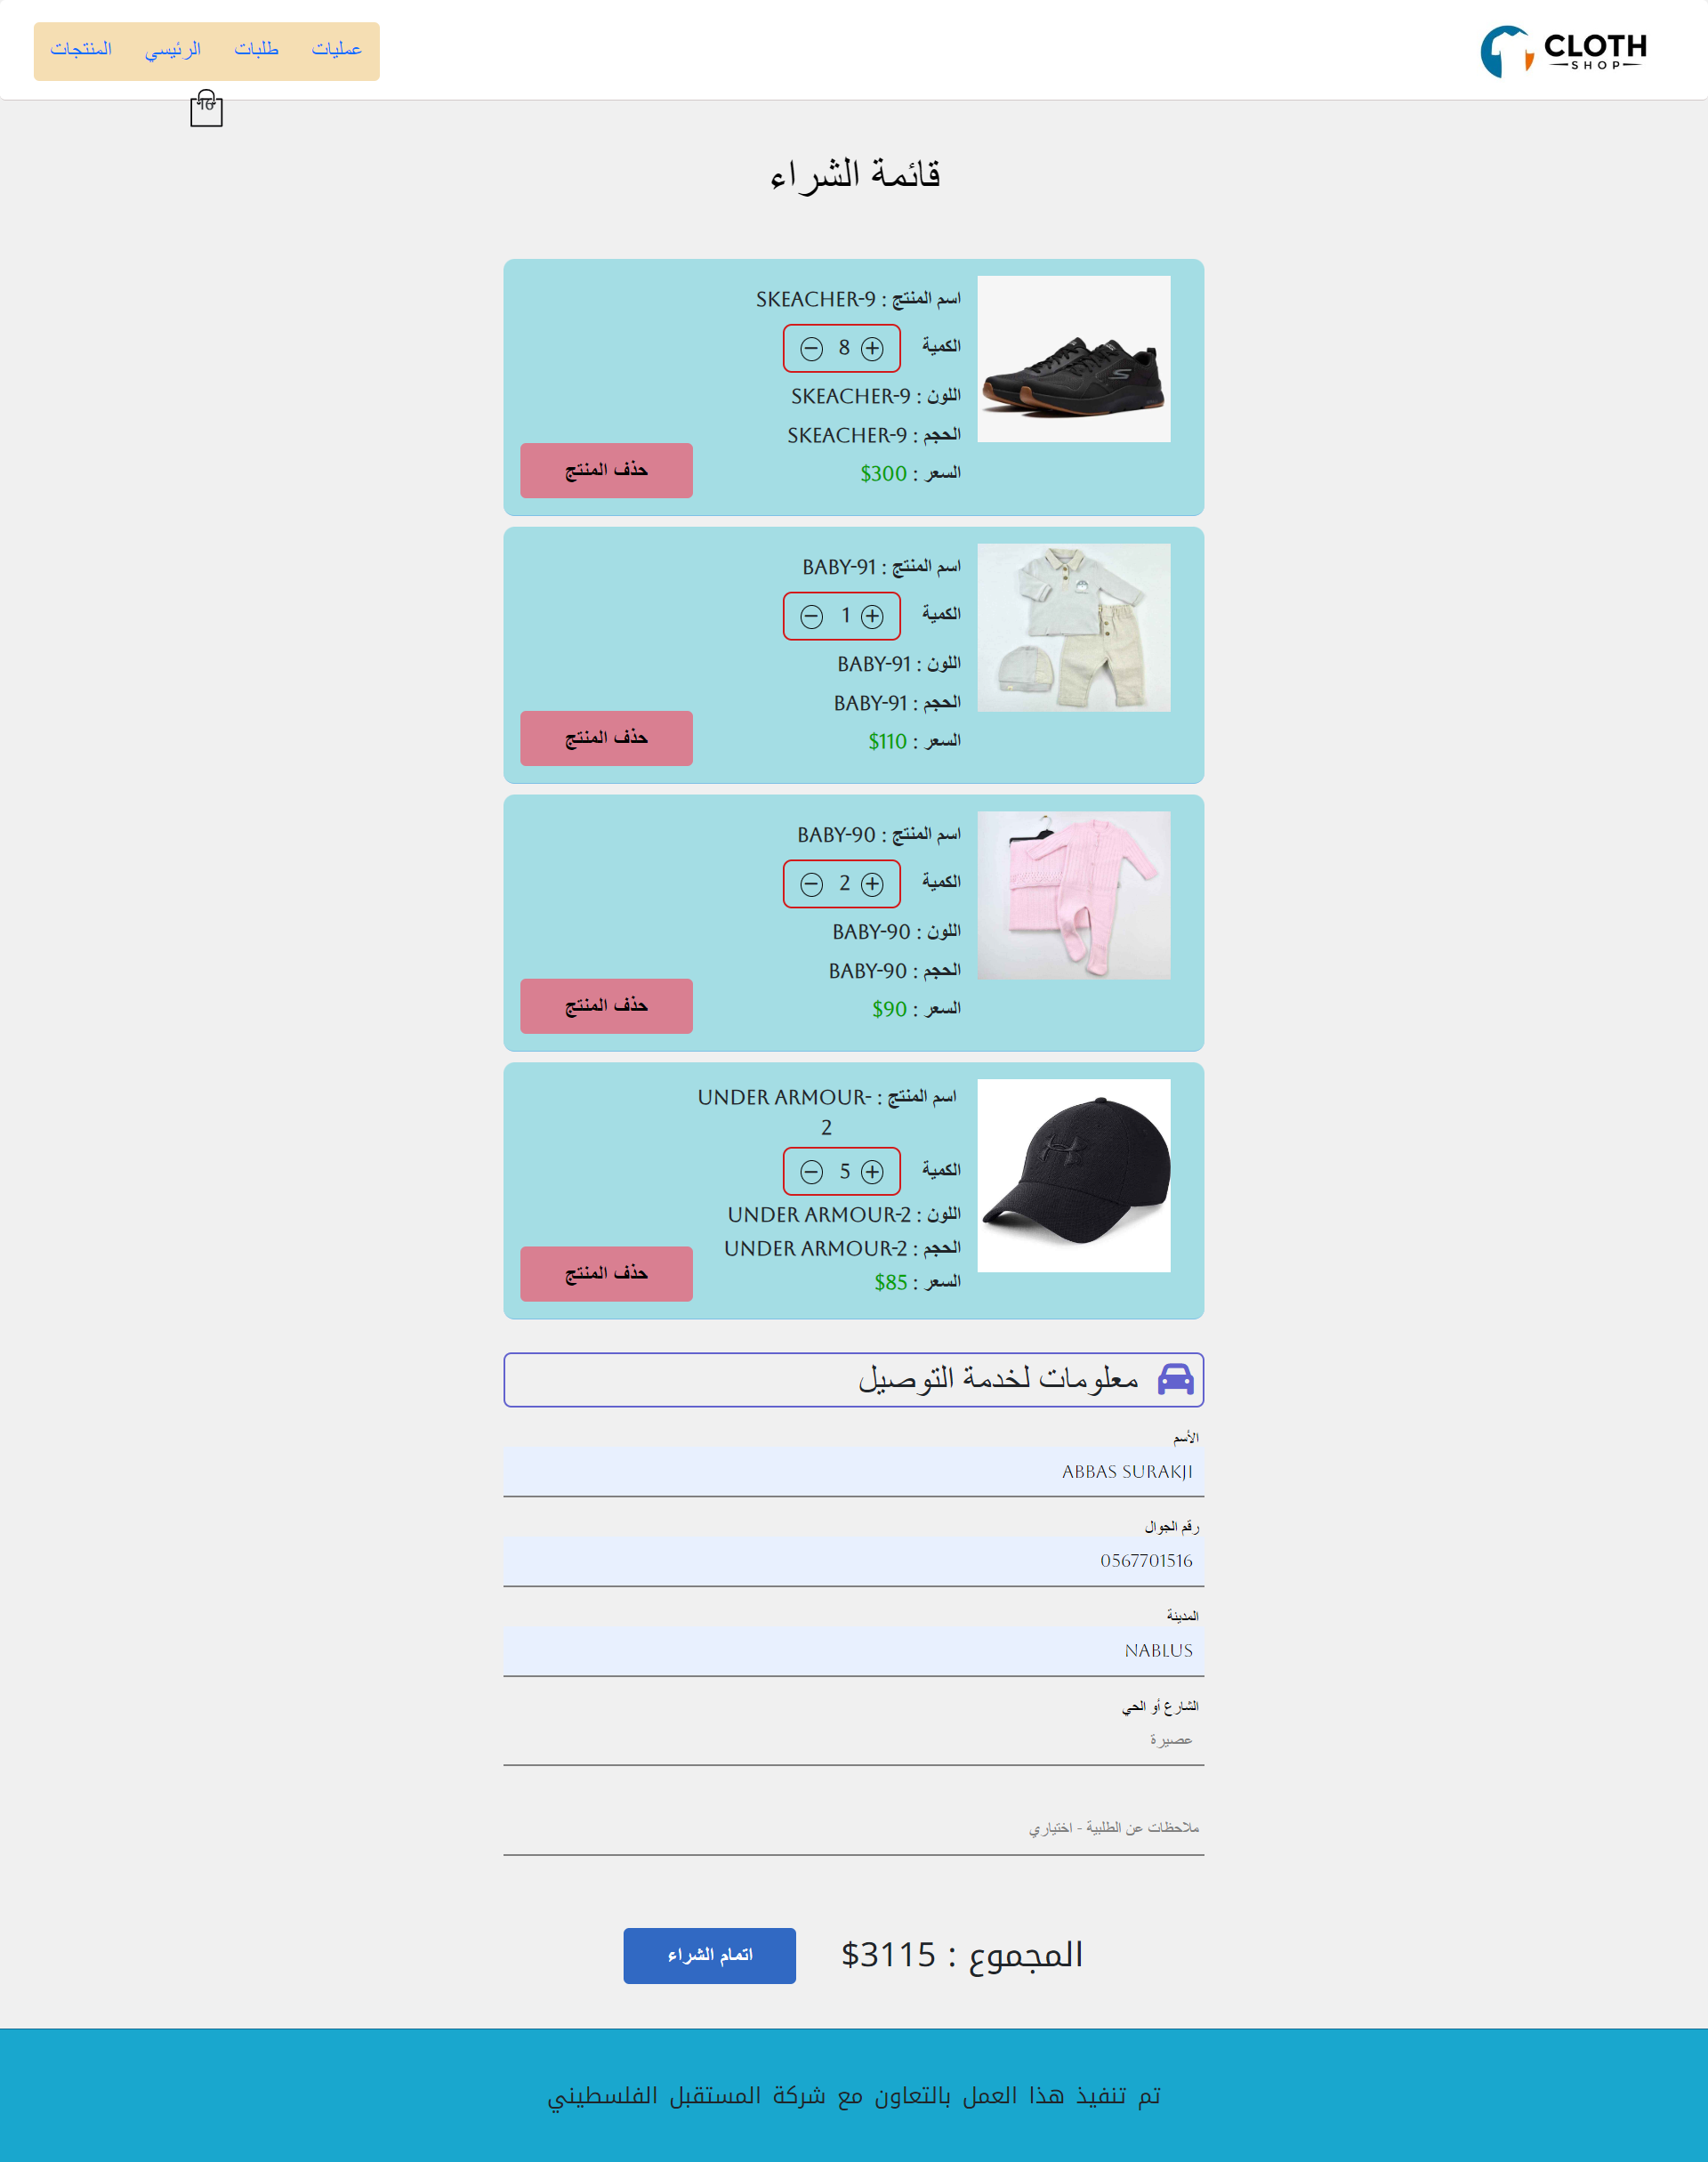 CLOTH
SHOP
عمليات
طلبات
الرئيسي
المنتجات
16
قائمة الشراء
اسم المنتج : SKEACHER-9
الكمية
8
اللون : SKEACHER-9
الحجم : SKEACHER-9
السعر : $300
حذف المنتج
اسم المنتج : BABY-91
الكمية
1
اللون : BABY-91
الحجم : BABY-91
السعر : $110
حذف المنتج
اسم المنتج : BABY-90
الكمية
2
اللون : BABY-90
الحجم : BABY-90
السعر : $90
حذف المنتج
اسم المنتج : UNDER ARMOUR-
2
الكمية
5
اللون : UNDER ARMOUR-2
الحجم : UNDER ARMOUR-2
السعر : $85
حذف المنتج
معلومات لخدمة التوصيل
الأسم
ABBAS SURAKJI
رقم الجوال
0567701516
المدينة
NABLUS
الشارع أو الحي
عصيرة
ملاحظات عن الطلبية - اختياري
المجموع : 3115$
اتمام الشراء
تم تنفيذ هذا العمل بالتعاون مع شركة المستقبل الفلسطيني